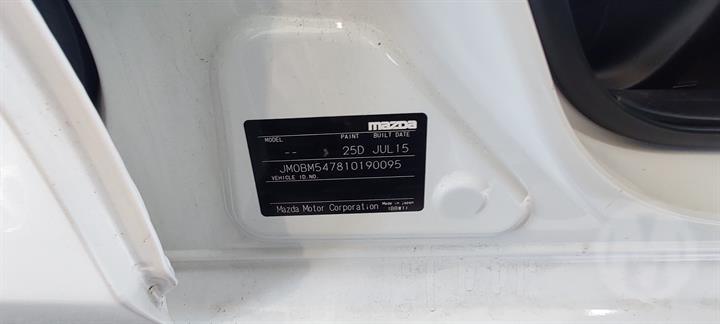 mazda
MODEL PAINT BUILT DATE
-- 25D JUL15
JM0BM547810190095
VEHICLE ID.NO.
Mazda Motor Corporation Made in Japan